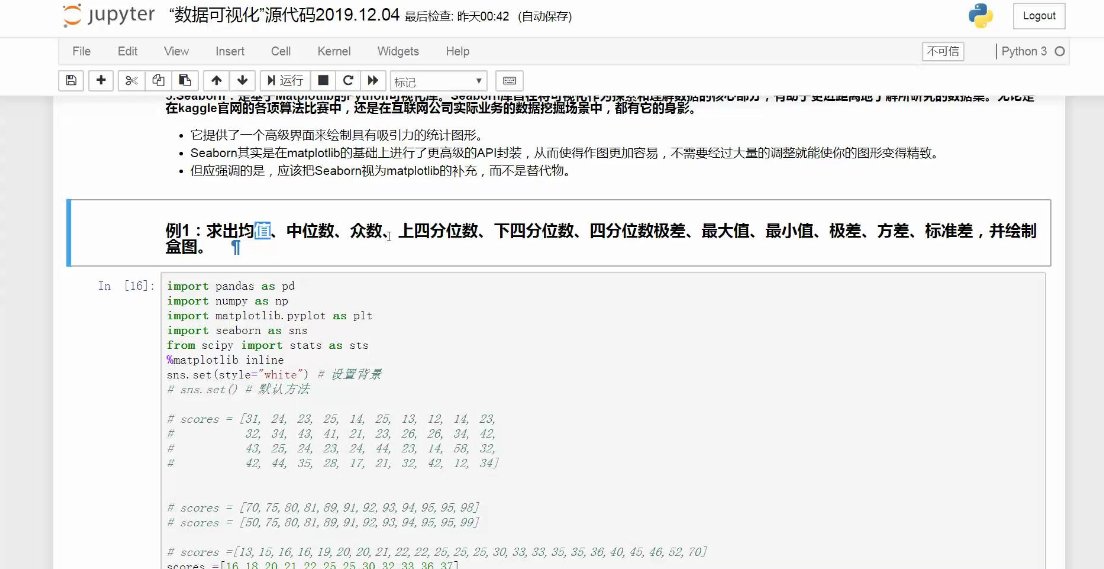 jupyter “数据可视化”源代码2019.12.04 最后检查: 昨天00:42 (自动保存) Logout
File Edit View Insert Cell Kernel Widgets Help 不可信 Python 3
运行 标记
3.Seaborn：是基于Matplotlib的Python可视化库。Seaborn库旨在将可视化作为探索和理解数据的核心部分，有助于更近距离地了解所研究的数据集。无论是
在kaggle官网的各项算法比赛中，还是在互联网公司实际业务的数据挖掘场景中，都有它的身影。
它提供了一个高级界面来绘制具有吸引力的统计图形。
Seaborn其实是在matplotlib的基础上进行了更高级的API封装，从而使得作图更加容易，不需要经过大量的调整就能使你的图形变得精致。
但应强调的是，应该把Seaborn视为matplotlib的补充，而不是替代物。
例1：求出均值、中位数、众数、上四分位数、下四分位数、四分位数极差、最大值、最小值、极差、方差、标准差，并绘制
盒图。 ¶
In [16]: import pandas as pd
import numpy as np
import matplotlib.pyplot as plt
import seaborn as sns
from scipy import stats as sts
%matplotlib inline
sns.set(style="white") # 设置背景
# sns.set() # 默认方法
# scores = [31, 24, 23, 25, 14, 25, 13, 12, 14, 23,
# 32, 34, 43, 41, 21, 23, 26, 26, 34, 42,
# 43, 25, 24, 23, 24, 44, 23, 14, 58, 32,
# 42, 44, 35, 28, 17, 21, 32, 42, 12, 34]
# scores = [70,75,80,81,89,91,92,93,94,95,95,98]
# scores = [50,75,80,81,89,91,92,93,94,95,95,99]
# scores =[13,15,16,16,19,20,20,21,22,22,25,25,25,30,33,33,35,35,36,40,45,46,52,70]
scores =[16,18,20,21,22,25,25,30,32,33,36,37]